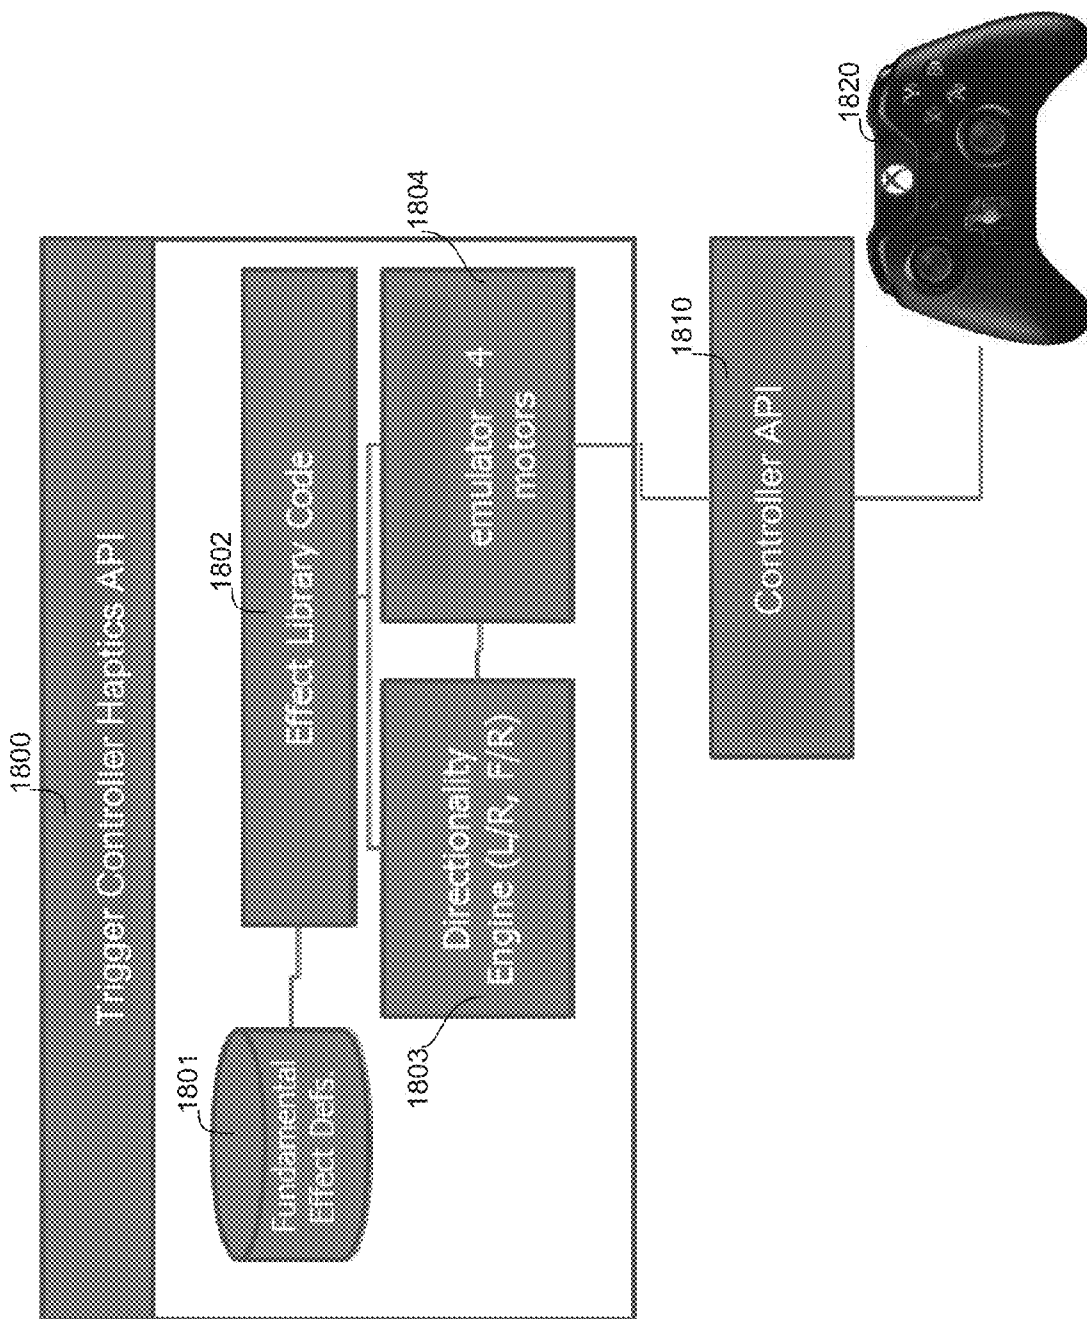 1800
Trigger Controller Haptics API
1801
Fundamental
Effect Defs.
1802
Effect Library Code
1803
Directionality
Engine (L/R, F/R)
1804
emulator – 4
motors
1810
Controller API
1820
Y
B
A